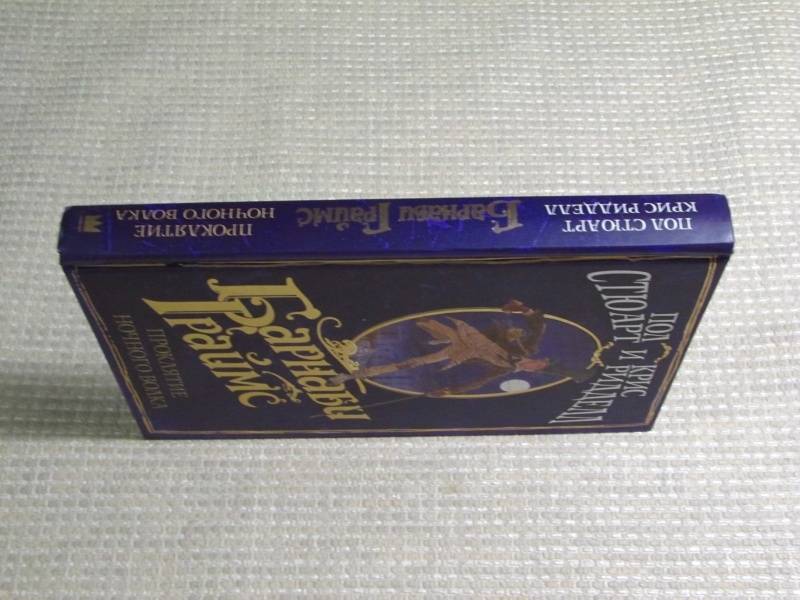 ПОЛ СТЮАРТ
КРИС РИДДЕЛЛ
Барнаби Граймс
ПРОКЛЯТИЕ
НОЧНОГО ВОЛКА
ПОЛ КРИС
СТЮАРТ И РИДДЕЛЛ
Барнаби
Граймс
ПРОКЛЯТИЕ
НОЧНОГО ВОЛКА